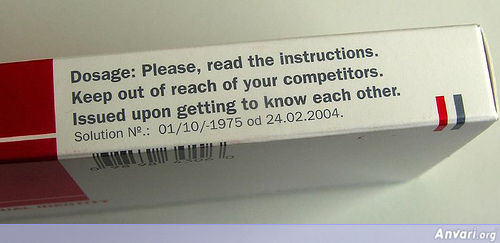 Dosage: Please, read the instructions.
Keep out of reach of your competitors.
Issued upon getting to know each other.
Solution Nº.: 01/10/-1975 od 24.02.2004.
IDENTITY
Anvari.org